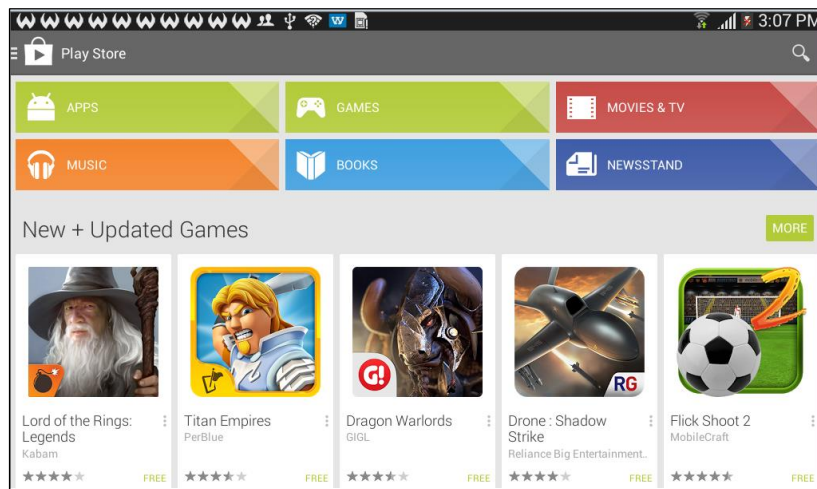 3:07 PM
Play Store
APPS
GAMES
MOVIES & TV
MUSIC
BOOKS
NEWSSTAND
New + Updated Games
MORE
G!
RG
2
Lord of the Rings:
Legends
Kabam
FREE
Titan Empires
PerBlue
FREE
Dragon Warlords
GIGL
FREE
Drone : Shadow
Strike
Reliance Big Entertainment..
FREE
Flick Shoot 2
MobileCraft
FREE